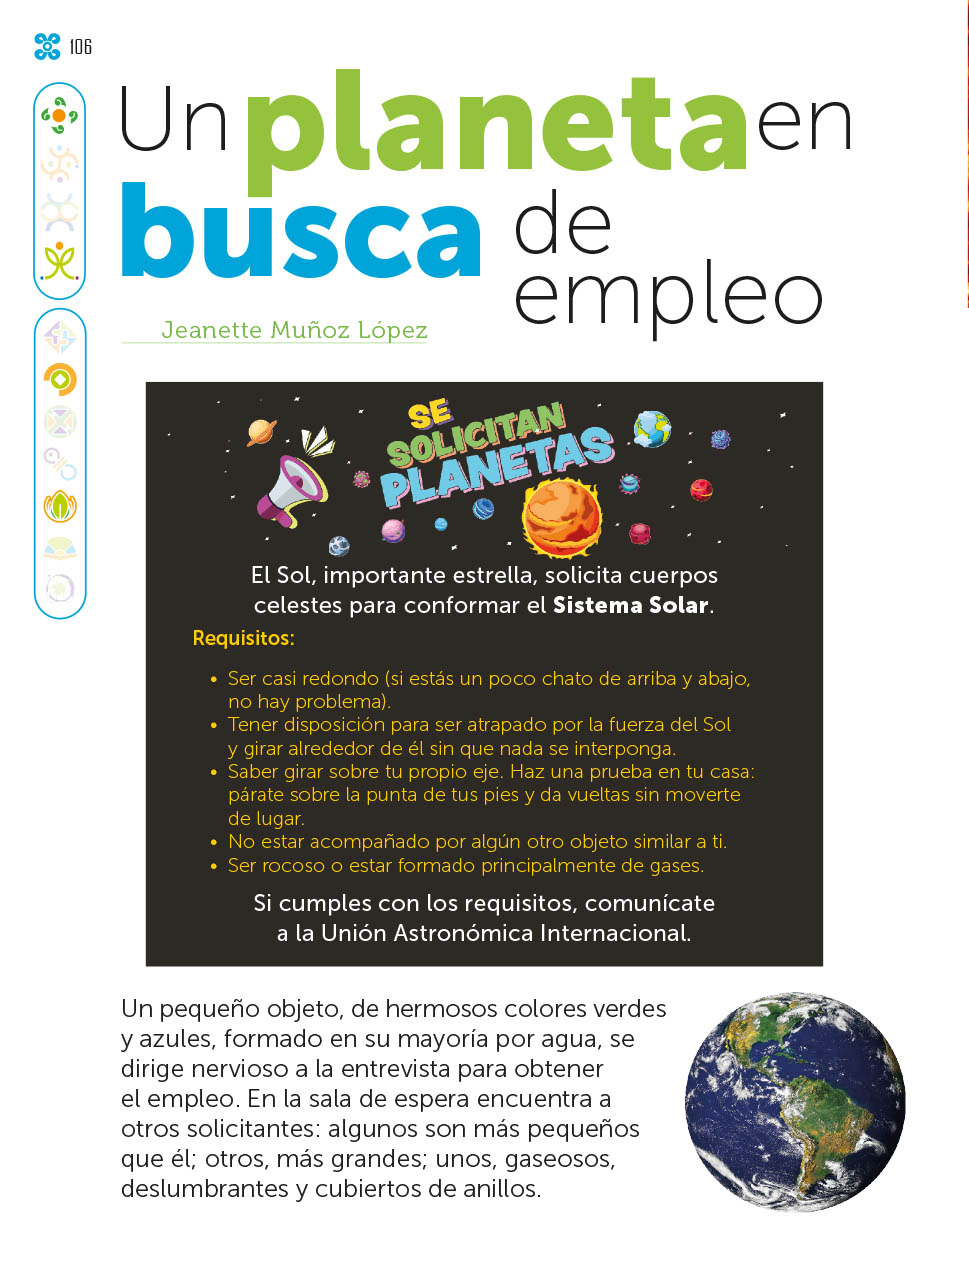 106
Un planeta en
busca de
empleo
Jeanette Muñoz López
SE
SOLICITAN
PLANETAS
El Sol, importante estrella, solicita cuerpos
celestes para conformar el Sistema Solar.
Requisitos:
• Ser casi redondo (si estás un poco chato de arriba y abajo,
no hay problema).
• Tener disposición para ser atrapado por la fuerza del Sol
y girar alrededor de él sin que nada se interponga.
• Saber girar sobre tu propio eje. Haz una prueba en tu casa:
párate sobre la punta de tus pies y da vueltas sin moverte
de lugar.
• No estar acompañado por algún otro objeto similar a ti.
• Ser rocoso o estar formado principalmente de gases.
Si cumples con los requisitos, comunícate
a la Unión Astronómica Internacional.
Un pequeño objeto, de hermosos colores verdes
y azules, formado en su mayoría por agua, se
dirige nervioso a la entrevista para obtener
el empleo. En la sala de espera encuentra a
otros solicitantes: algunos son más pequeños
que él; otros, más grandes; unos, gaseosos,
deslumbrantes y cubiertos de anillos.